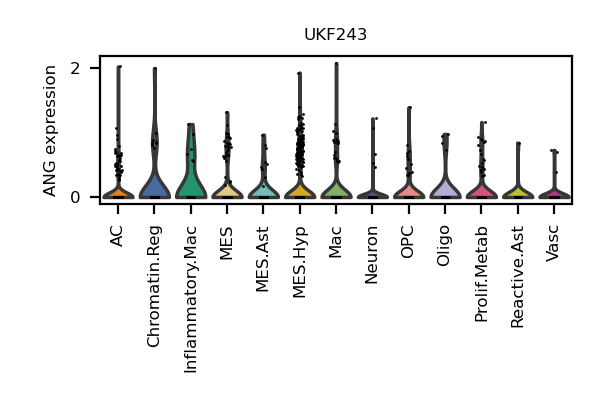 UKF243
ANG expression
2
0
AC
Chromatin.Reg
Inflammatory.Mac
MES
MES.Ast
MES.Hyp
Mac
Neuron
OPC
Oligo
Prolif.Metab
Reactive.Ast
Vasc